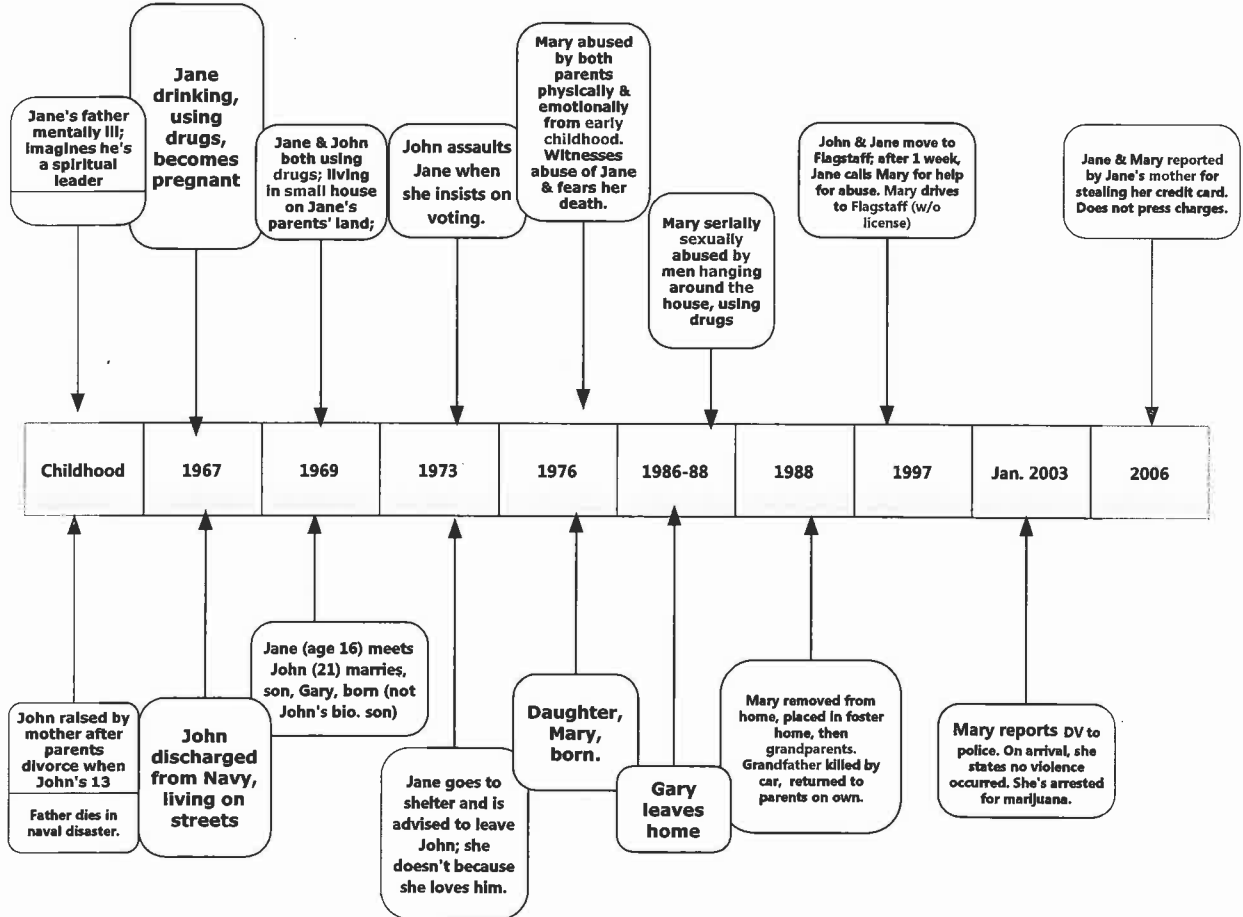 Jane's father
mentally ill;
imagines he's
a spiritual
leader
Jane
drinking,
using
drugs,
becomes
pregnant
Jane & John
both using
drugs; living
in small house
on Jane's
parents' land;
John assaults
Jane when
she insists on
voting.
Mary abused
by both
parents
physically &
emotionally
from early
childhood.
Witnesses
abuse of Jane
& fears her
death.
Mary serially
sexually
abused by
men hanging
around the
house, using
drugs
John & Jane move to
Flagstaff; after 1 week,
Jane calls Mary for help
for abuse. Mary drives
to Flagstaff (w/o
license)
Jane & Mary reported
by Jane's mother for
stealing her credit card.
Does not press charges.
Childhood
1967
1969
1973
1976
1986-88
1988
1997
Jan. 2003
2006
John raised by
mother after
parents
divorce when
John's 13
Father dies in
naval disaster.
John
discharged
from Navy,
living on
streets
Jane (age 16) meets
John (21) marries,
son, Gary, born (not
John's bio. son)
Jane goes to
shelter and is
advised to leave
John; she
doesn't because
she loves him.
Daughter,
Mary,
born.
Gary
leaves
home
Mary removed from
home, placed in foster
home, then
grandparents.
Grandfather killed by
car, returned to
parents on own.
Mary reports DV to
police. On arrival, she
states no violence
occurred. She's arrested
for marijuana.